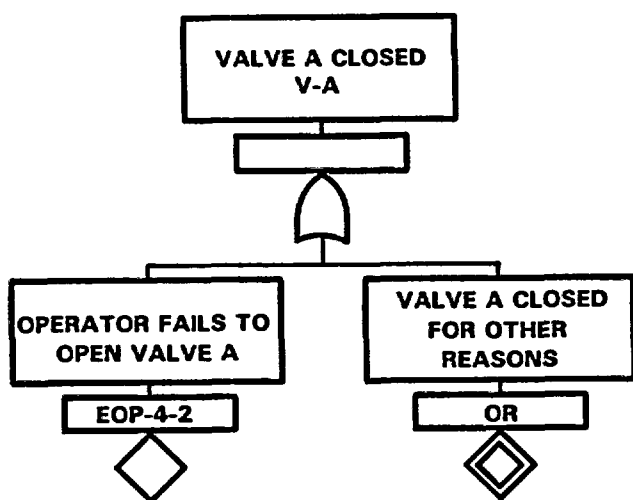 VALVE A CLOSED
V-A
OPERATOR FAILS TO
OPEN VALVE A
EOP-4-2
VALVE A CLOSED
FOR OTHER
REASONS
OR